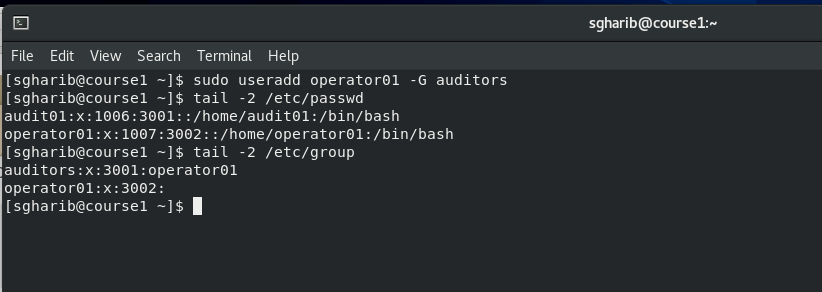 sgharib@course1:~
File Edit View Search Terminal Help
[sgharib@course1 ~]$ sudo useradd operator01 -G auditors
[sgharib@course1 ~]$ tail -2 /etc/passwd
audit01:x:1006:3001::/home/audit01:/bin/bash
operator01:x:1007:3002::/home/operator01:/bin/bash
[sgharib@course1 ~]$ tail -2 /etc/group
auditors:x:3001:operator01
operator01:x:3002:
[sgharib@course1 ~]$